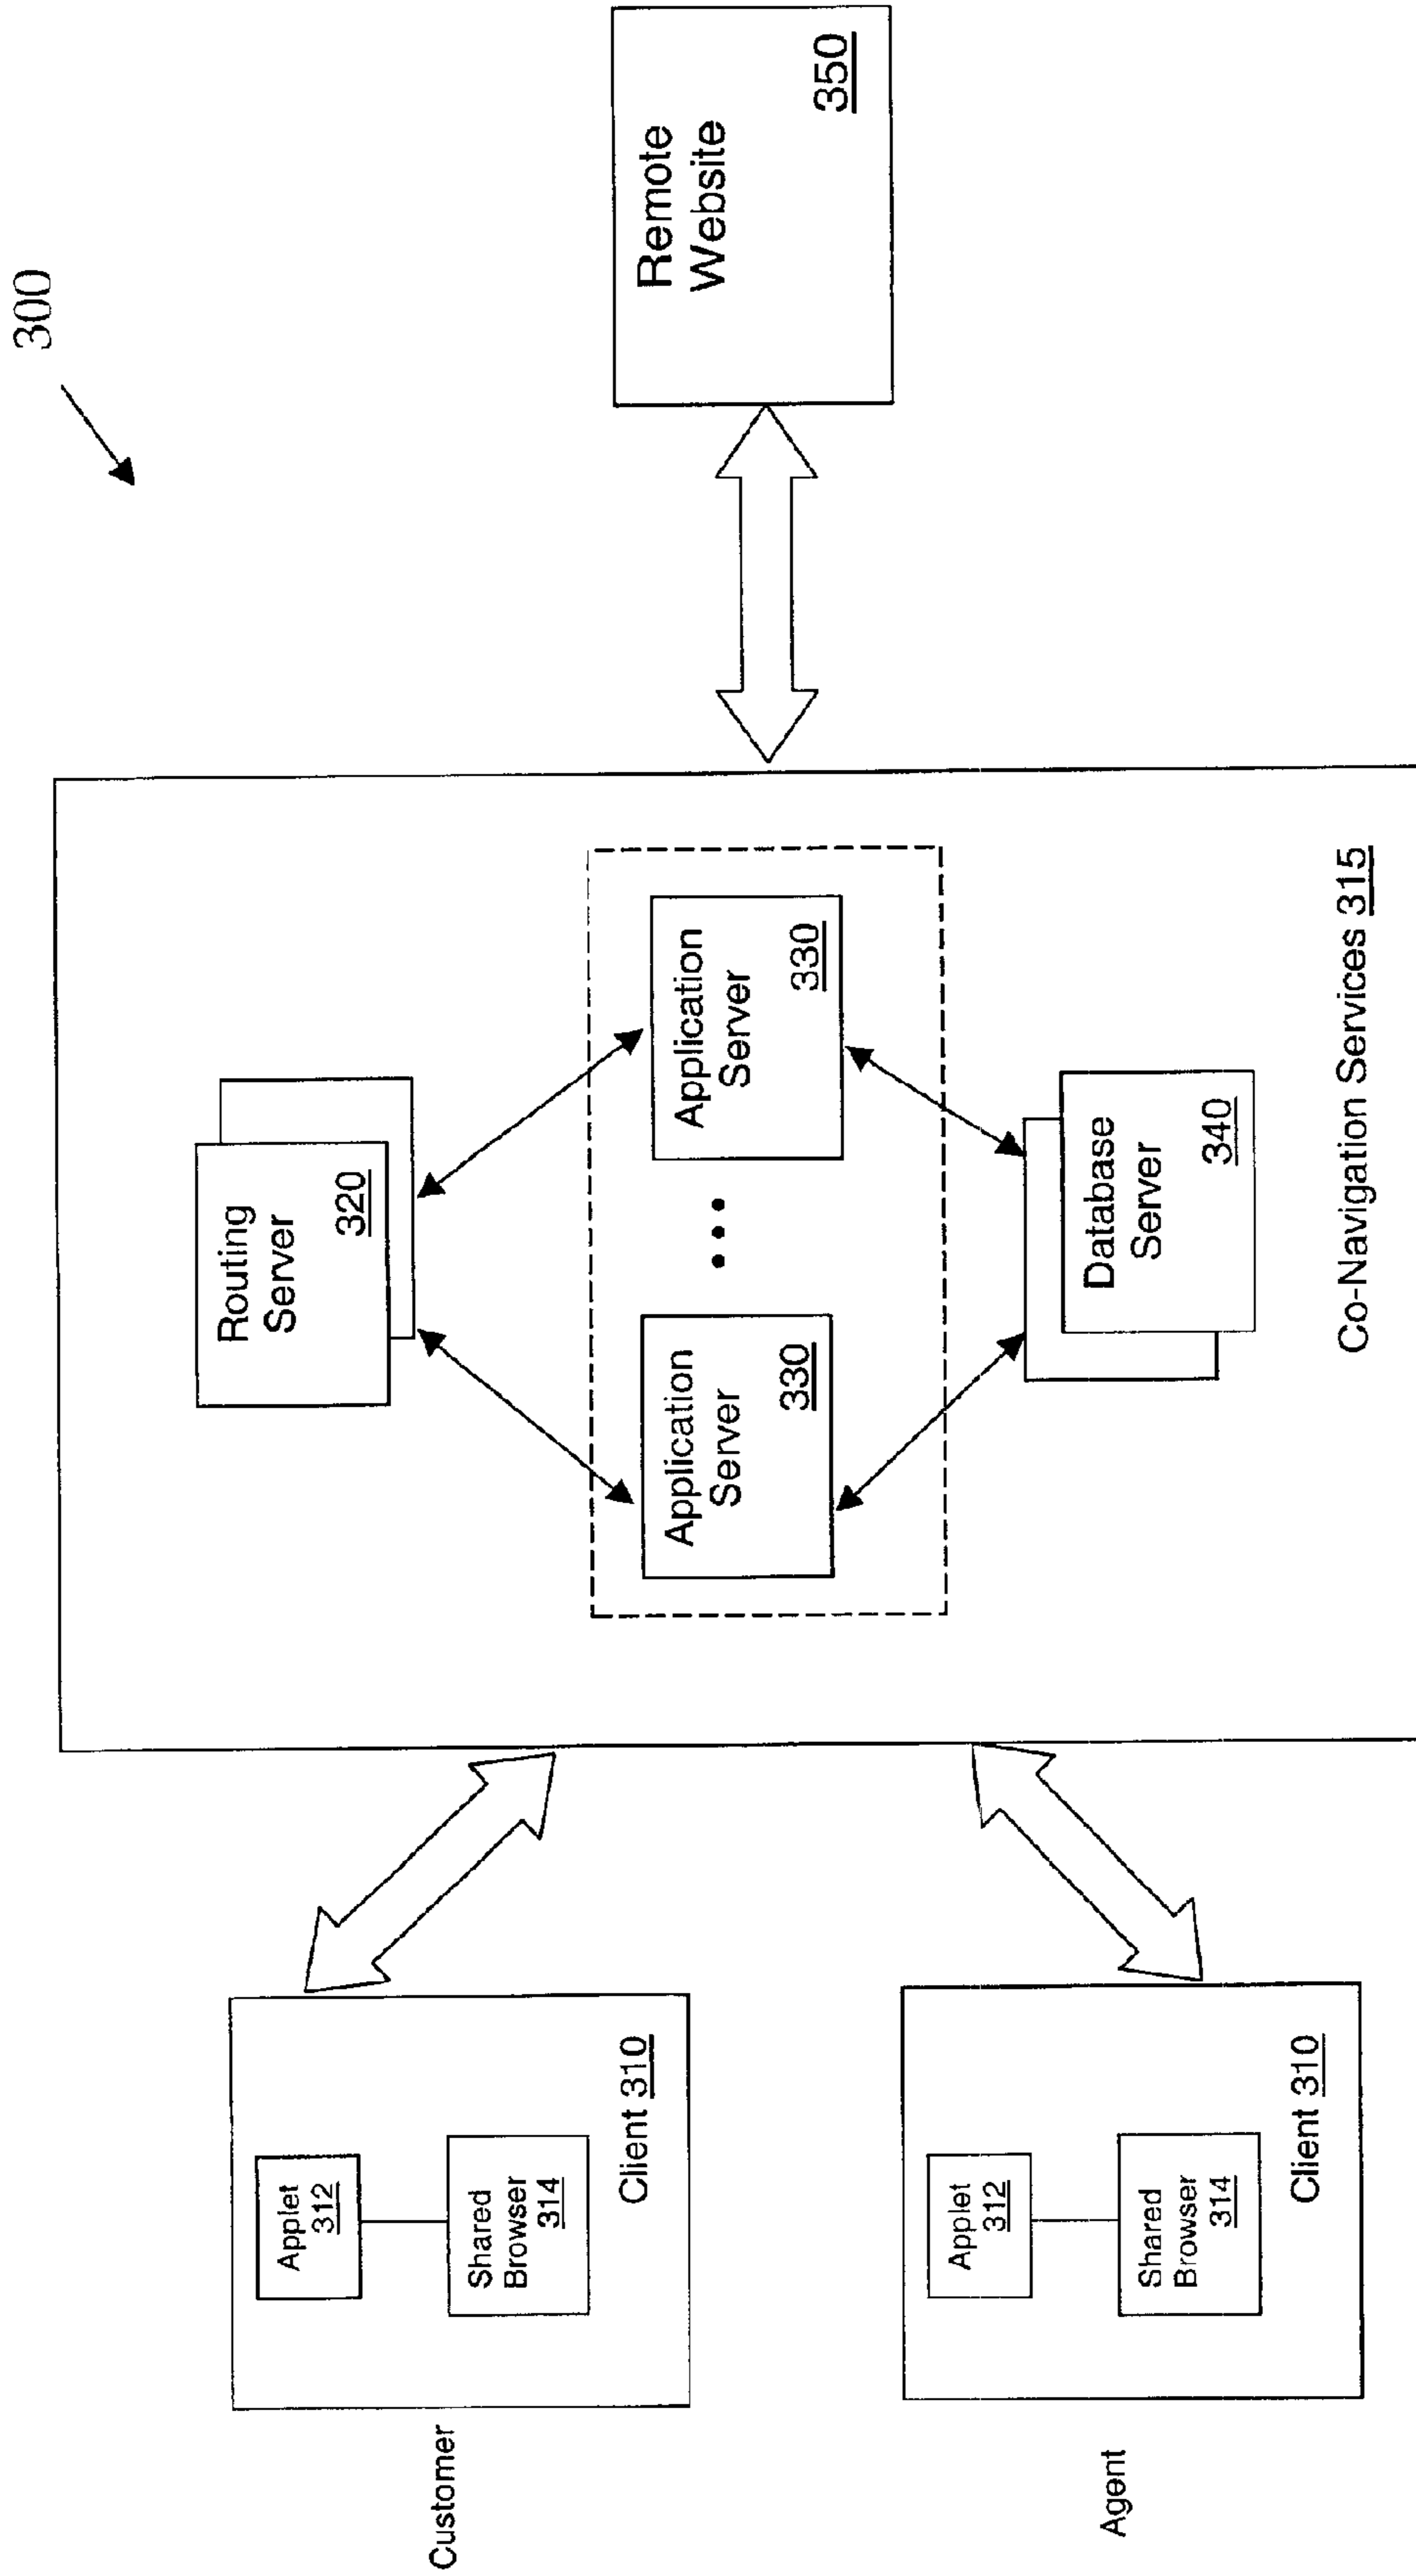 300
Customer
Applet
312
Shared
Browser
314
Client 310
Agent
Applet
312
Shared
Browser
314
Client 310
Routing
Server
320
Application
Server
330
Application
Server
330
Database
Server
340
Co-Navigation Services 315
Remote
Website
350